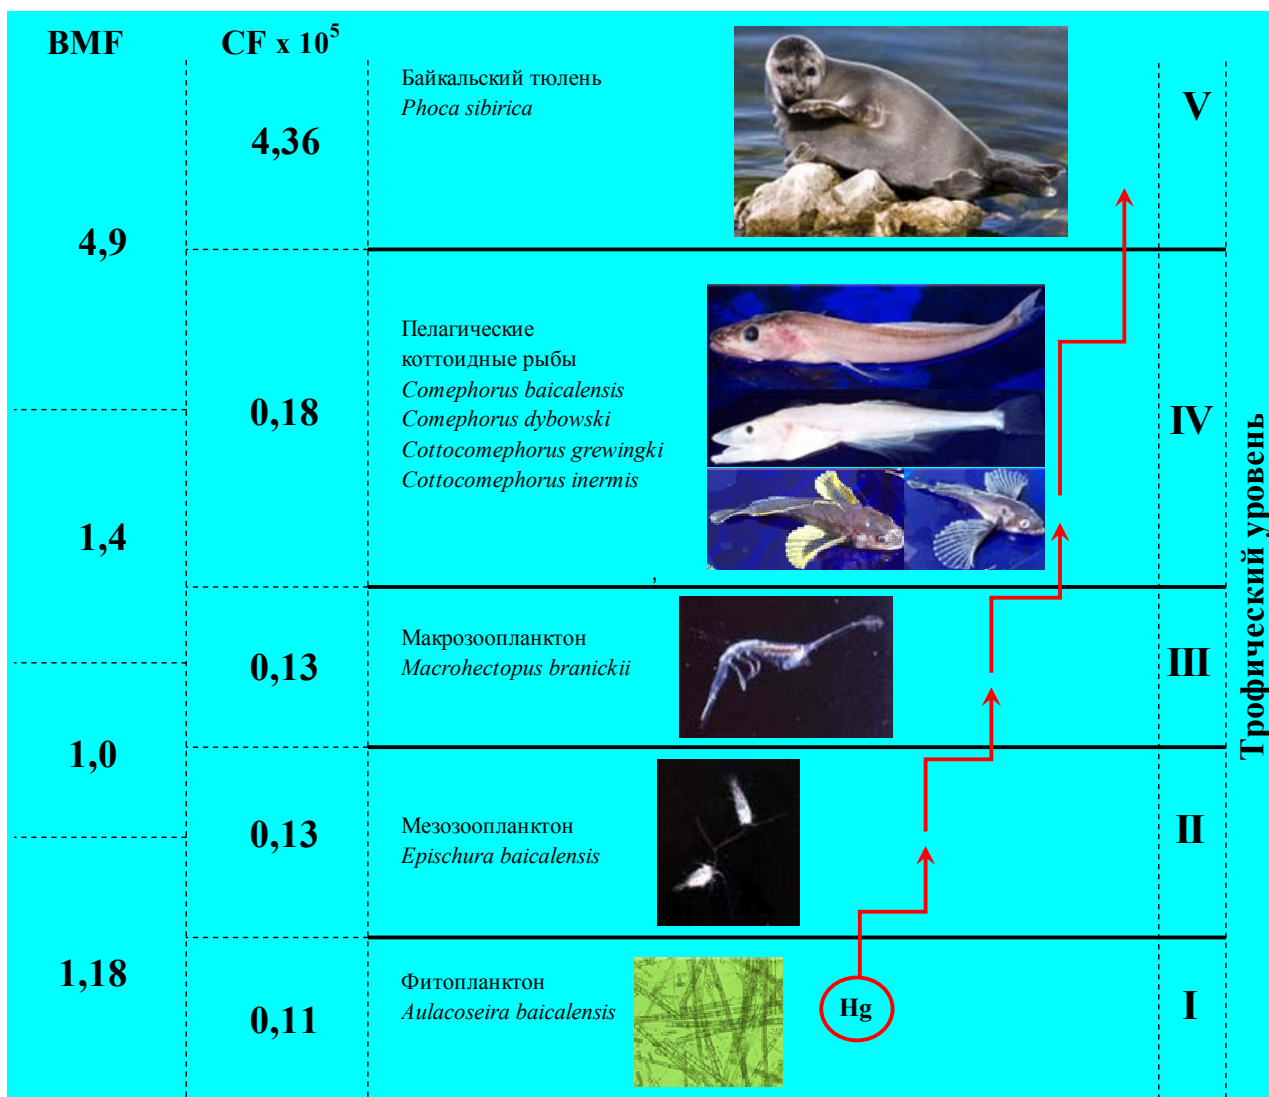 BMF
CF x 10⁵
Байкальский тюлень
Phoca sibirica
V
4,36
4,9
Пелагические
коттоидные рыбы
Comephorus baicalensis
Comephorus dybowski
Cottocomephorus grewingki
Cottocomephorus inermis
0,18
IV
1,4
,
Макрозоопланктон
Macrohectopus branickii
0,13
III
Трофический уровень
1,0
Мезозоопланктон
Epischura baicalensis
0,13
II
1,18
Фитопланктон
Aulacoseira baicalensis
0,11
Hg
I